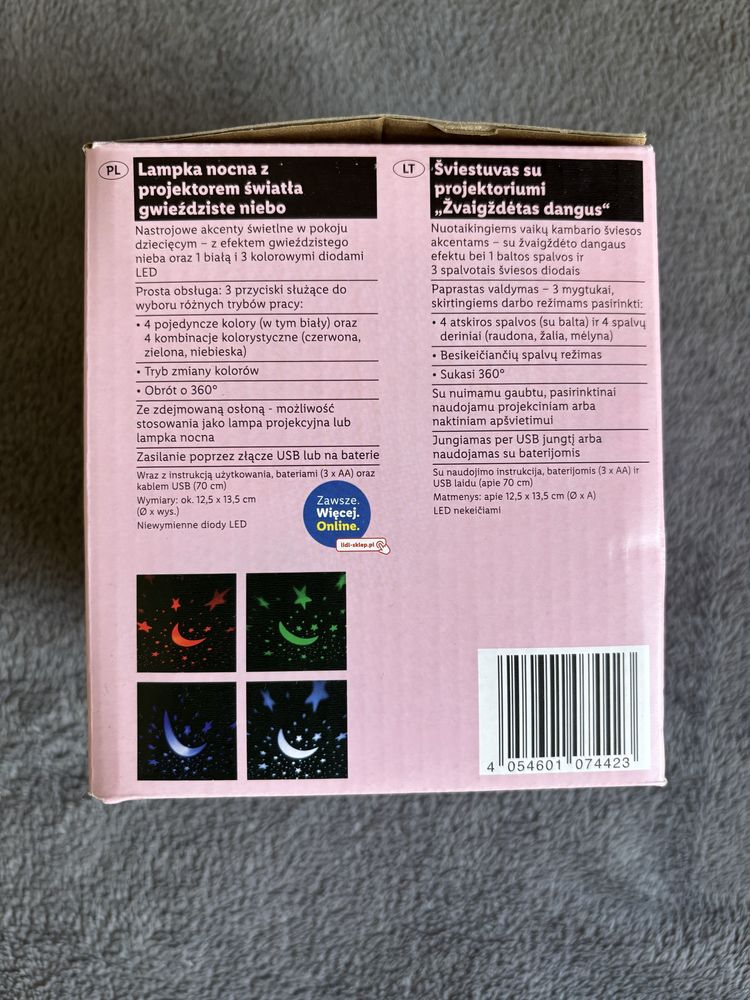 PL
Lampka nocna z
projektorem światła
gwieździste niebo
Nastrojowe akcenty świetlne w pokoju
dziecięcym – z efektem gwieździstego
nieba oraz 1 białą i 3 kolorowymi diodami
LED
Prosta obsługa: 3 przyciski służące do
wyboru różnych trybów pracy:
• 4 pojedyncze kolory (w tym biały) oraz
4 kombinacje kolorystyczne (czerwona,
zielona, niebieska)
• Tryb zmiany kolorów
• Obrót o 360°
Ze zdejmowaną osłoną - możliwość
stosowania jako lampa projekcyjna lub
lampka nocna
Zasilanie poprzez złącze USB lub na baterie
Wraz z instrukcją użytkowania, bateriami (3 x AA) oraz
kablem USB (70 cm)
Wymiary: ok. 12,5 x 13,5 cm
(Ø x wys.)
Niewymienne diody LED
Zawsze.
Więcej.
Online.
lidl-sklep.pl
LT
Šviestuvas su
projektoriumi
„Žvaigždėtas dangus“
Nuotaikingiems vaikų kambario šviesos
akcentams – su žvaigždėto dangaus
efektu bei 1 baltos spalvos ir
3 spalvotais šviesos diodais
Paprastas valdymas – 3 mygtukai,
skirtingiems darbo režimams pasirinkti:
• 4 atskiros spalvos (su balta) ir 4 spalvų
deriniai (raudona, žalia, mėlyna)
• Besikeičiančių spalvų režimas
• Sukasi 360°
Su nuimamu gaubtu, pasirinktinai
naudojamu projekciniam arba
naktiniam apšvietimui
Jungiamas per USB jungtį arba
naudojamas su baterijomis
Su naudojimo instrukcija, baterijomis (3 x AA) ir
USB laidu (apie 70 cm)
Matmenys: apie 12,5 x 13,5 cm (Ø x A)
LED nekeičiami
4 054601 074423